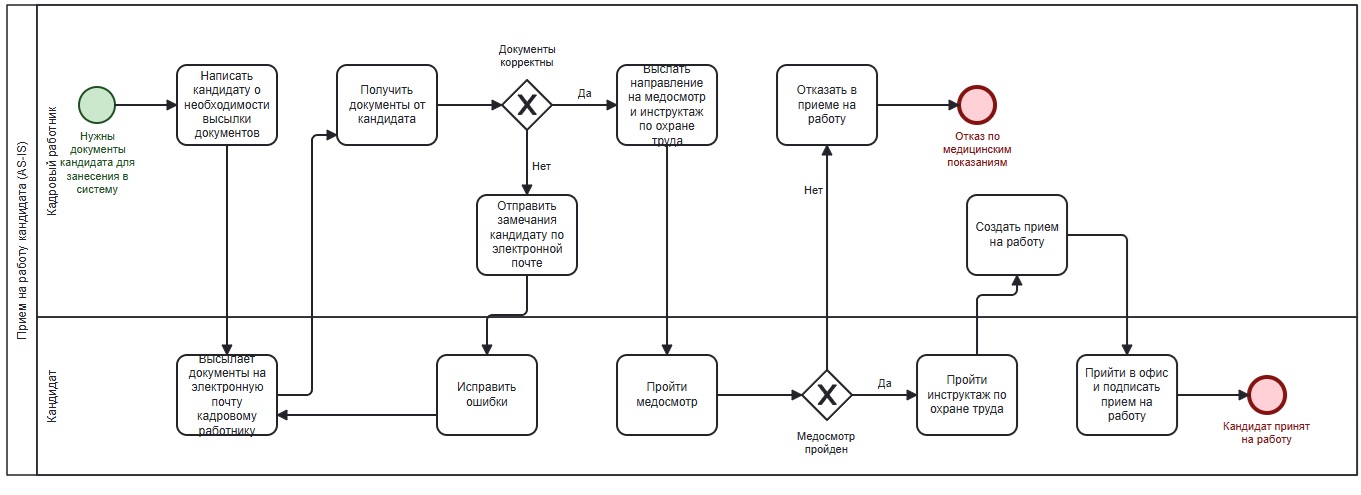 Прием на работу кандидата (AS-IS)
Кадровый работник
Нужны
документы
кандидата для
занесения в
систему
Написать
кандидату о
необходимости
высылки
документов
Получить
документы от
кандидата
Документы
корректны
Да
Нет
Отправить
замечания
кандидату по
электронной
почте
Выслать
направление
на медосмотр
и инструктаж
по охране
труда
Отказать в
приеме на
работу
Отказ по
медицинским
показаниям
Нет
Создать прием
на работу
Кандидат
Высылает
документы на
электронную
почту
кадровому
работнику
Исправить
ошибки
Пройти
медосмотр
Медосмотр
пройден
Да
Пройти
инструктаж по
охране труда
Прийти в офис
и подписать
прием на
работу
Кандидат принят
на работу